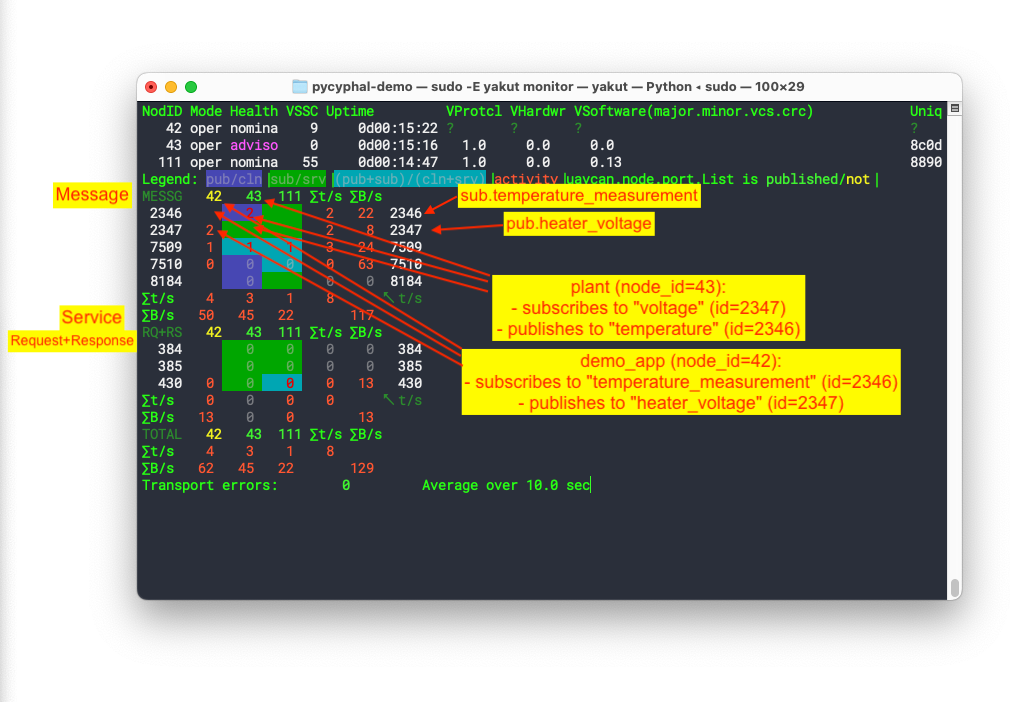 pycyphal-demo — sudo -E yakut monitor — yakut — Python ◂ sudo — 100×29
NodID Mode Health VSSC Uptime VProtcl VHardwr VSoftware(major.minor.vcs.crc) Uniq
42 oper nomina 9 0d00:15:22 ? ? ? ?
43 oper adviso 0 0d00:15:16 1.0 0.0 0.0 8c0d
111 oper nomina 55 0d00:14:47 1.0 0.0 0.13 8890
Legend: pub/cln |sub/srv |(pub+sub)/(cln+srv) |activity |uavcan.node.port.List is published/not |
Message
MESSG 42 43 111 ∑t/s ∑B/s
sub.temperature_measurement
2346 2 2 22 2346
pub.heater_voltage
2347 2 2 8 2347
7509 1 1 1 3 24 7509
7510 0 0 0 0 63 7510
8184 0 0 0 8184
plant (node_id=43):
- subscribes to "voltage" (id=2347)
- publishes to "temperature" (id=2346)
∑t/s 4 3 1 8 ↖t/s
∑B/s 50 45 22 117
Service
Request+Response
RQ+RS 42 43 111 ∑t/s ∑B/s
384 0 0 0 0 384
385 0 0 0 0 385
430 0 0 0 0 13 430
demo_app (node_id=42):
- subscribes to "temperature_measurement" (id=2346)
- publishes to "heater_voltage" (id=2347)
∑t/s 0 0 0 0 ↖t/s
∑B/s 13 0 0 13
TOTAL 42 43 111 ∑t/s ∑B/s
∑t/s 4 3 1 8
∑B/s 62 45 22 129
Transport errors: 0 Average over 10.0 sec